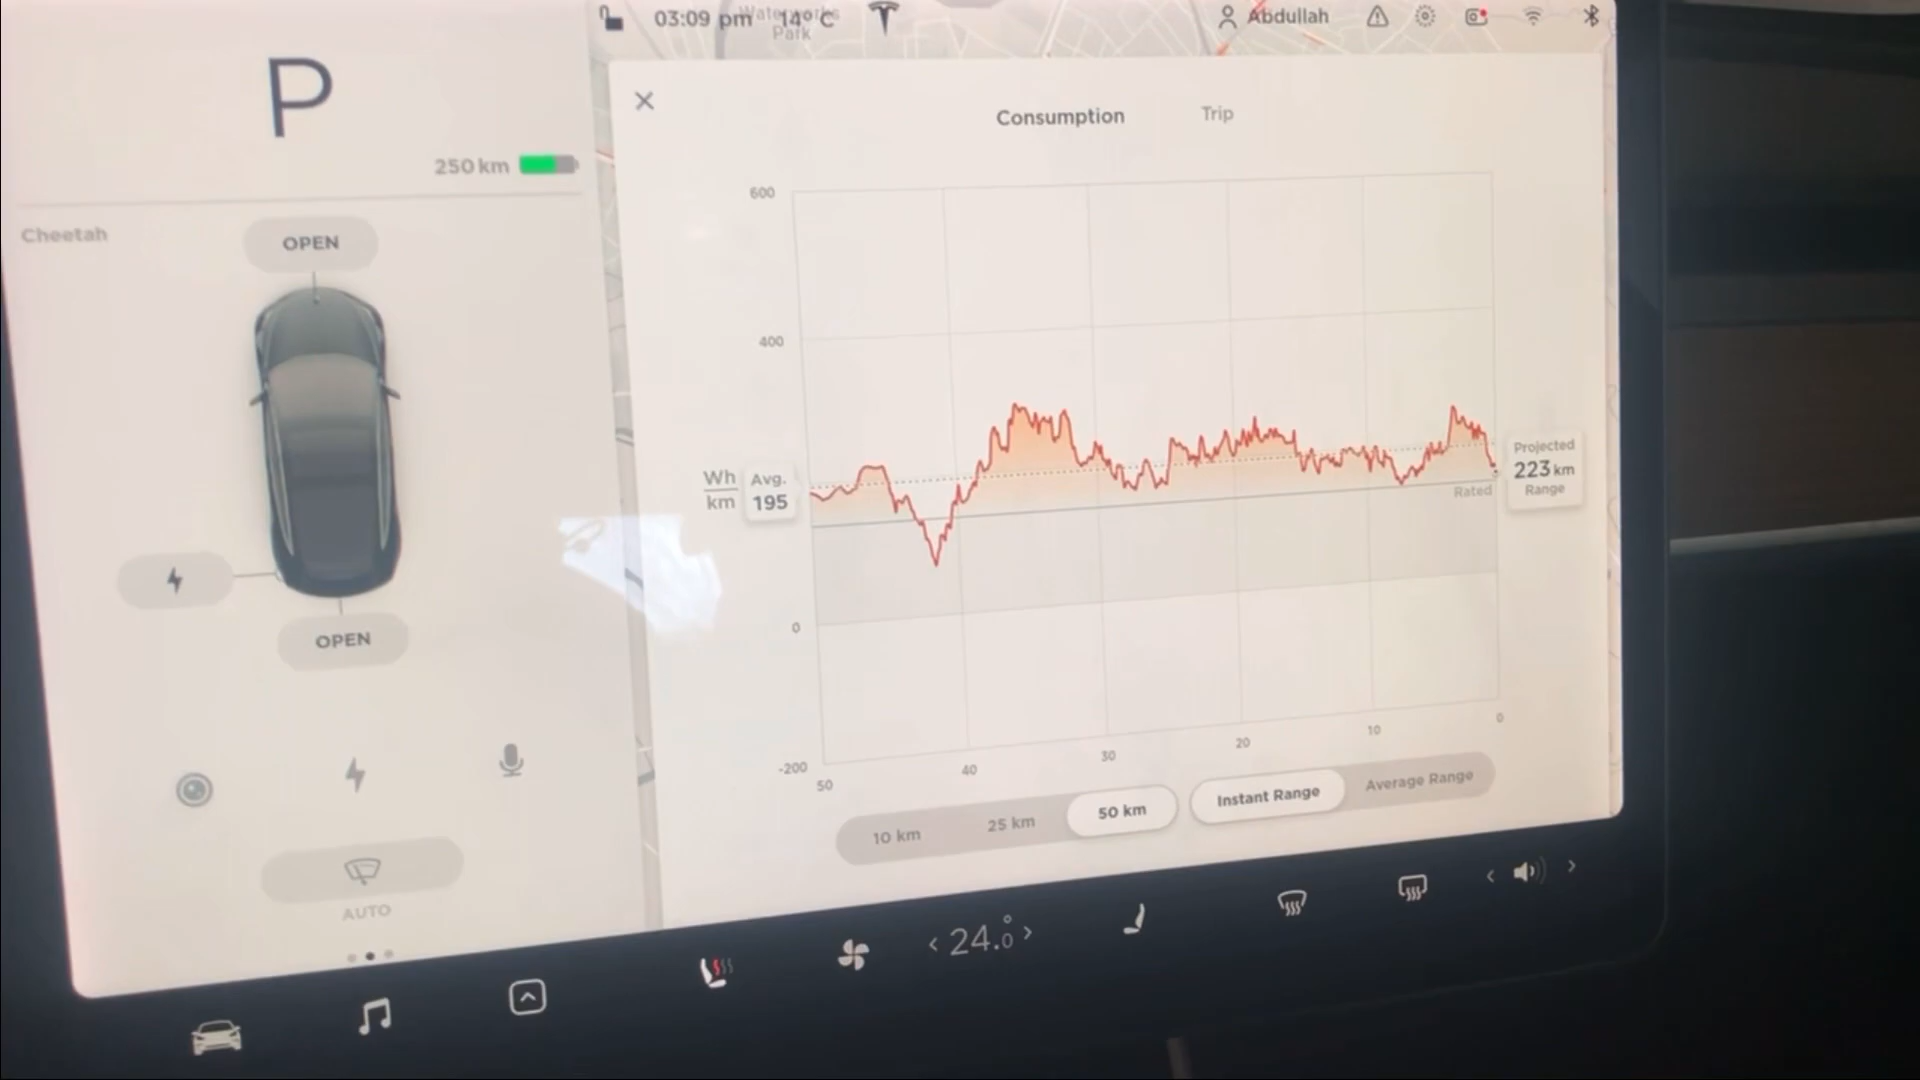 P
250 km
Cheetah
OPEN
OPEN
AUTO
03:09 pm
14°C
Waterworks
Park
Abdullah
Consumption
Trip
600
400
Wh
km
Avg.
195
0
-200
50
40
30
20
10
0
Projected
223 km
Range
Rated
10 km
25 km
50 km
Instant Range
Average Range
24.0°